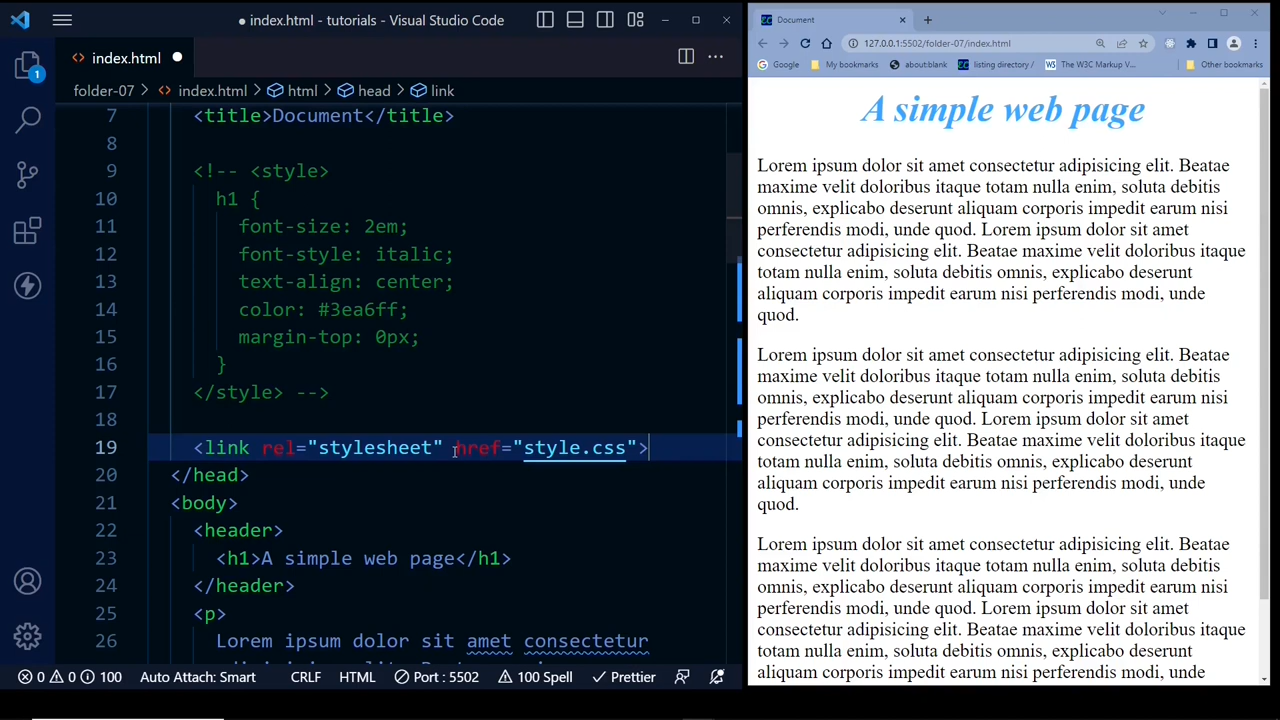 ● index.html - tutorials - Visual Studio Code
index.html ●
folder-07 > index.html > html > head > link
1
7 <title>Document</title>
8
9 <!-- <style>
10 h1 {
11 font-size: 2em;
12 font-style: italic;
13 text-align: center;
14 color: #3ea6ff;
15 margin-top: 0px;
16 }
17 </style> -->
18
19 <link rel="stylesheet" href="style.css">
20 </head>
21 <body>
22 <header>
23 <h1>A simple web page</h1>
24 </header>
25 <p>
26 Lorem ipsum dolor sit amet consectetur
0 0 100 Auto Attach: Smart CRLF HTML Port : 5502 100 Spell Prettier
Document
127.0.0.1:5502/folder-07/index.html
Google My bookmarks about:blank listing directory / The W3C Markup V... Other bookmarks
A simple web page
Lorem ipsum dolor sit amet consectetur adipisicing elit. Beatae
maxime velit doloribus itaque totam nulla enim, soluta debitis
omnis, explicabo deserunt aliquam corporis impedit earum nisi
perferendis modi, unde quod. Lorem ipsum dolor sit amet
consectetur adipisicing elit. Beatae maxime velit doloribus itaque
totam nulla enim, soluta debitis omnis, explicabo deserunt
aliquam corporis impedit earum nisi perferendis modi, unde
quod.
Lorem ipsum dolor sit amet consectetur adipisicing elit. Beatae
maxime velit doloribus itaque totam nulla enim, soluta debitis
omnis, explicabo deserunt aliquam corporis impedit earum nisi
perferendis modi, unde quod. Lorem ipsum dolor sit amet
consectetur adipisicing elit. Beatae maxime velit doloribus itaque
totam nulla enim, soluta debitis omnis, explicabo deserunt
aliquam corporis impedit earum nisi perferendis modi, unde
quod.
Lorem ipsum dolor sit amet consectetur adipisicing elit. Beatae
maxime velit doloribus itaque totam nulla enim, soluta debitis
omnis, explicabo deserunt aliquam corporis impedit earum nisi
perferendis modi, unde quod. Lorem ipsum dolor sit amet
consectetur adipisicing elit. Beatae maxime velit doloribus itaque
totam nulla enim, soluta debitis omnis, explicabo deserunt
aliquam corporis impedit earum nisi perferendis modi, unde